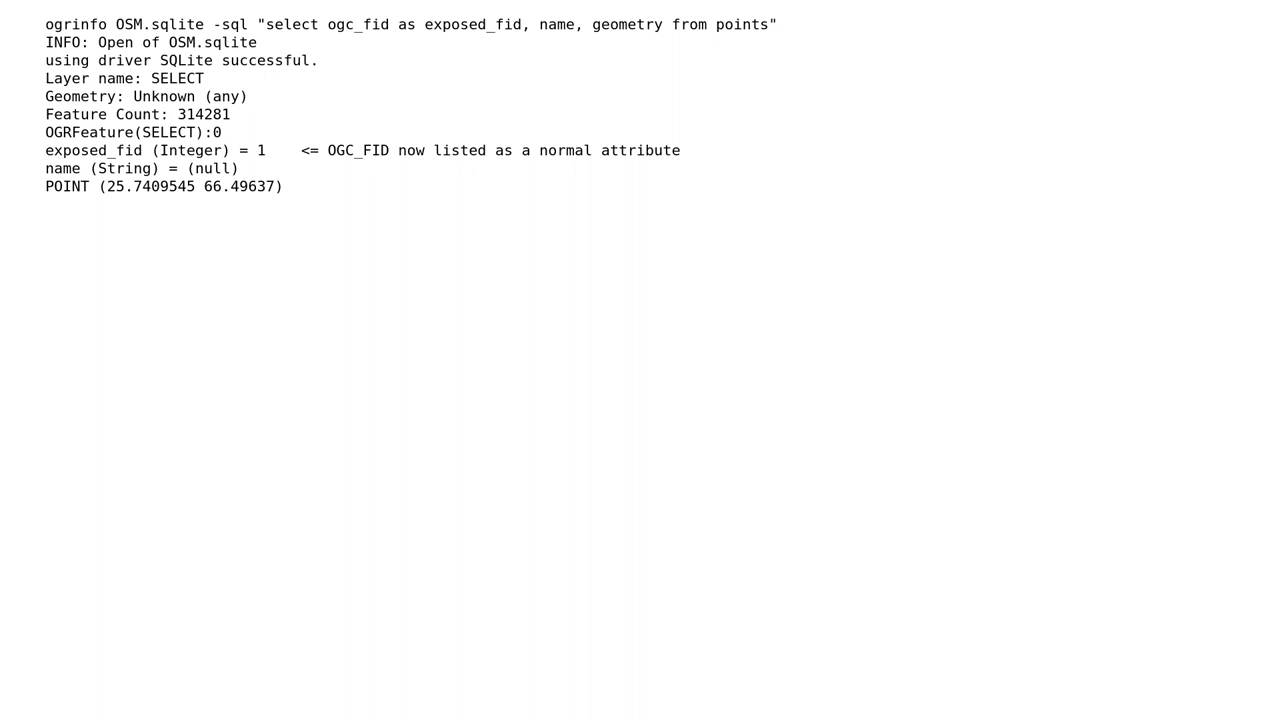 ogrinfo OSM.sqlite -sql "select ogc_fid as exposed_fid, name, geometry from points"
INFO: Open of OSM.sqlite
using driver SQLite successful.
Layer name: SELECT
Geometry: Unknown (any)
Feature Count: 314281
OGRFeature(SELECT):0
exposed_fid (Integer) = 1    <= OGC_FID now listed as a normal attribute
name (String) = (null)
POINT (25.7409545 66.49637)